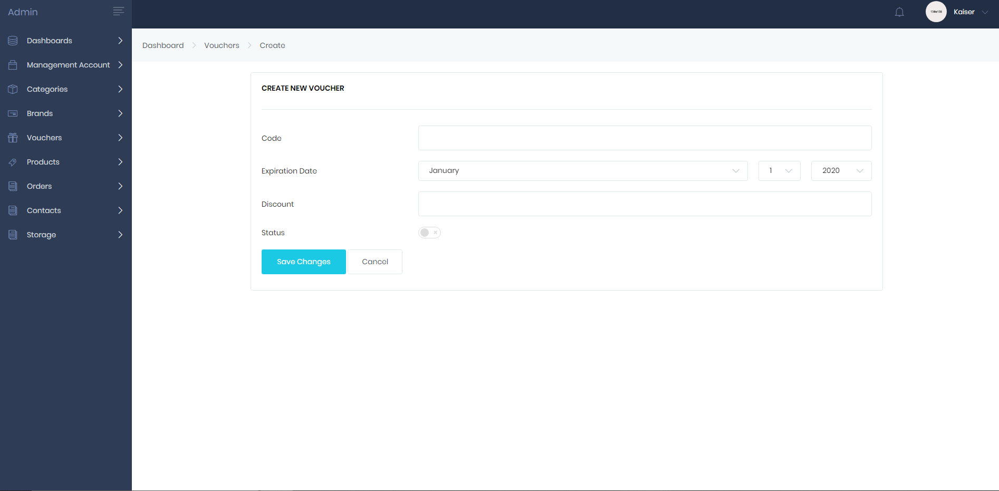 Admin
Kaiser
Dashboards
Management Account
Categories
Brands
Vouchers
Products
Orders
Contacts
Storage
Dashboard Vouchers Create
CREATE NEW VOUCHER
Code
Expiration Date January 1 2020
Discount
Status
Save Changes Cancel